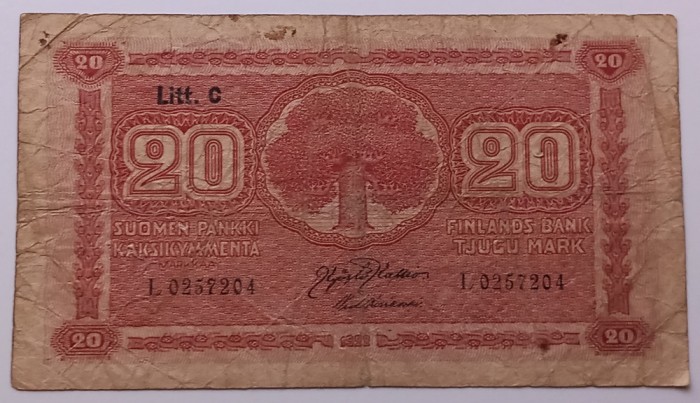 20 20
Litt. C
20 20
SUOMEN PANKKI FINLANDS BANK
KAKSIKYMMENTÄ TJUGU MARK
L 0257204 L 0257204
20 20